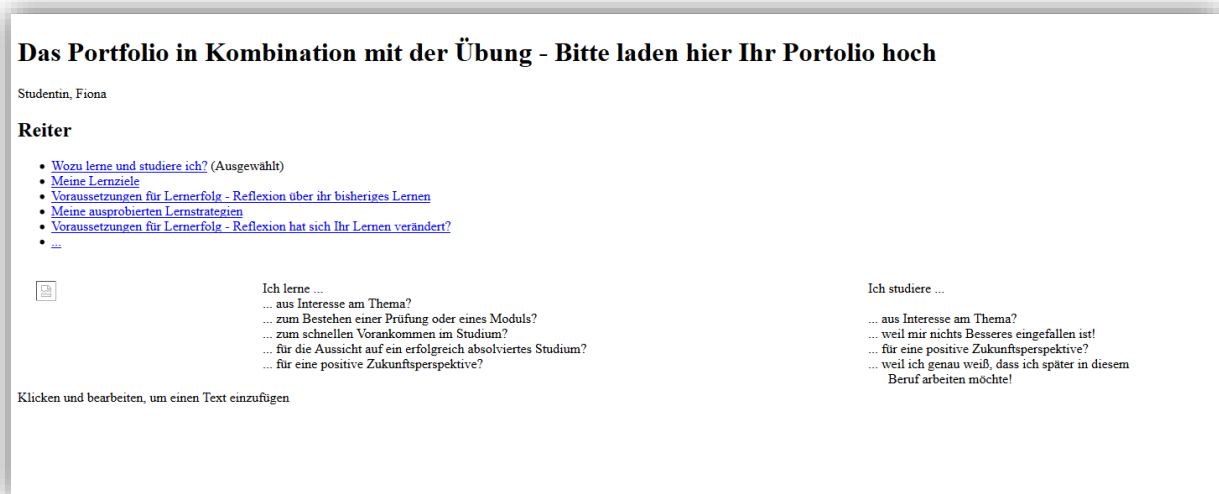 Das Portfolio in Kombination mit der Übung - Bitte laden hier Ihr Portolio hoch
Studentin, Fiona
Reiter
Wozu lerne und studiere ich? (Ausgewählt)
Meine Lernziele
Voraussetzungen für Lernerfolg - Reflexion über ihr bisheriges Lernen
Meine ausprobierten Lernstrategien
Voraussetzungen für Lernerfolg - Reflexion hat sich Ihr Lernen verändert?
...
Ich lerne ...
... aus Interesse am Thema?
... zum Bestehen einer Prüfung oder eines Moduls?
... zum schnellen Vorankommen im Studium?
... für die Aussicht auf ein erfolgreich absolviertes Studium?
... für eine positive Zukunftsperspektive?
Ich studiere ...
... aus Interesse am Thema?
... weil mir nichts Besseres eingefallen ist!
... für eine positive Zukunftsperspektive?
... weil ich genau weiß, dass ich später in diesem
Beruf arbeiten möchte!
Klicken und bearbeiten, um einen Text einzufügen